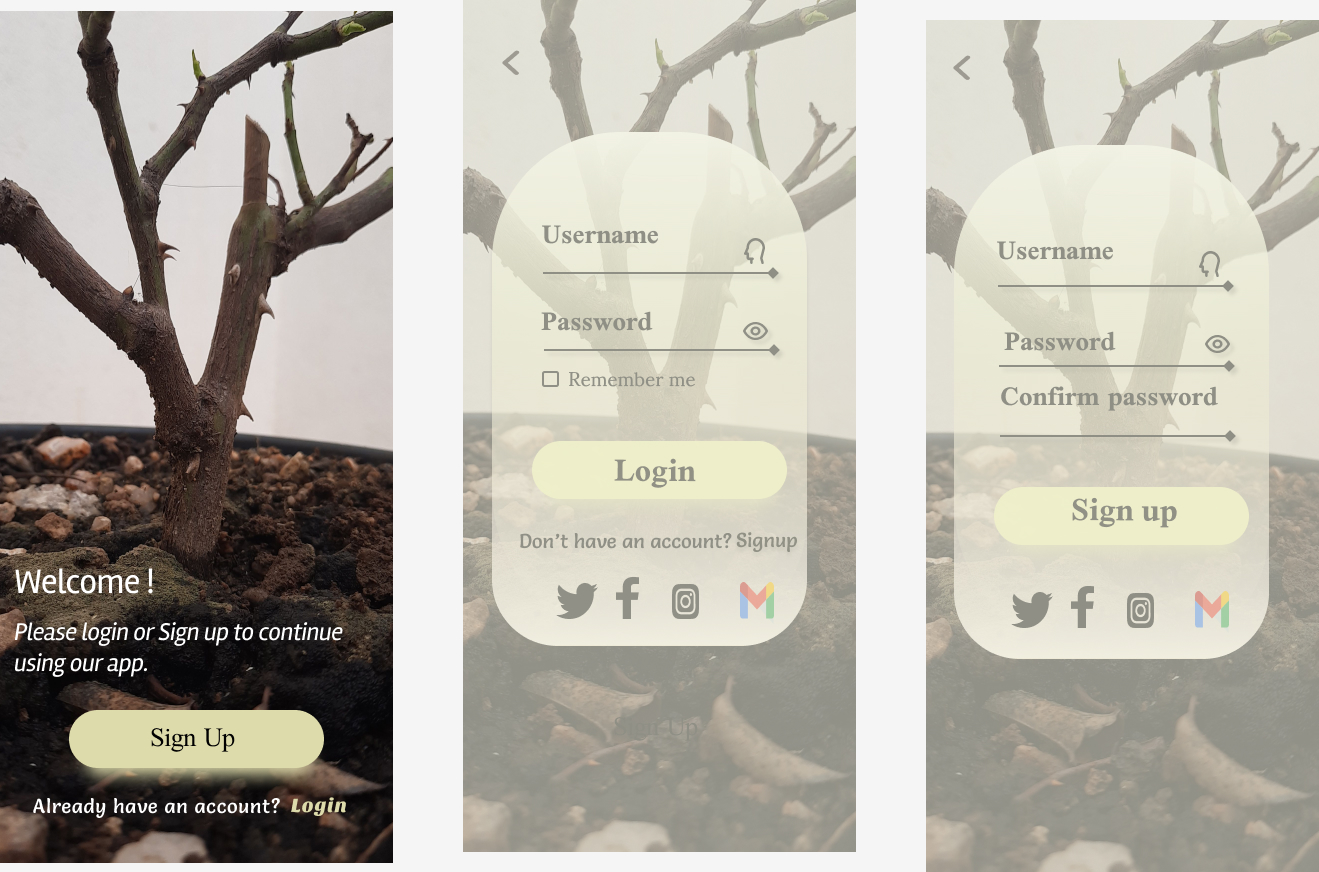 Welcome !
Please login or Sign up to continue
using our app.
Sign Up
Already have an account? Login
Username
Password
Remember me
Login
Don't have an account? Signup
Sign Up
Username
Password
Confirm password
Sign up